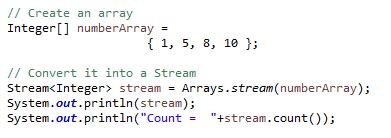 // Create an array
Integer[] numberArray =
{ 1, 5, 8, 10 };
// Convert it into a Stream
Stream<Integer> stream = Arrays.stream(numberArray);
System.out.println(stream);
System.out.println("Count =  "+stream.count());